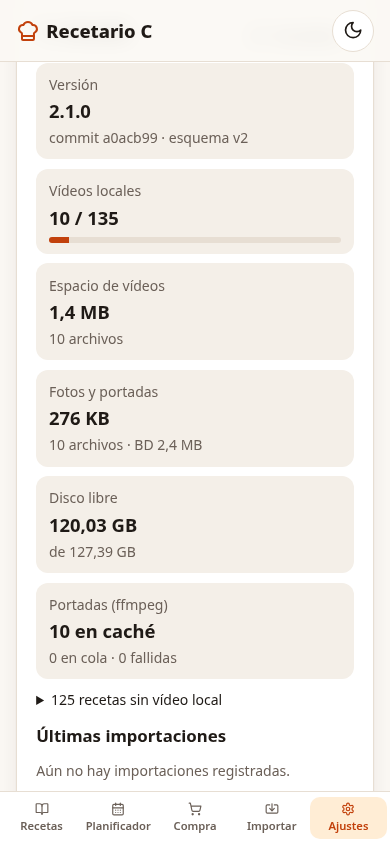 Recetario C
Versión
2.1.0
commit a0acb99 · esquema v2
Vídeos locales
10 / 135
Espacio de vídeos
1,4 MB
10 archivos
Fotos y portadas
276 KB
10 archivos · BD 2,4 MB
Disco libre
120,03 GB
de 127,39 GB
Portadas (ffmpeg)
10 en caché
0 en cola · 0 fallidas
125 recetas sin vídeo local
Últimas importaciones
Aún no hay importaciones registradas.
Recetas Planificador Compra Importar Ajustes